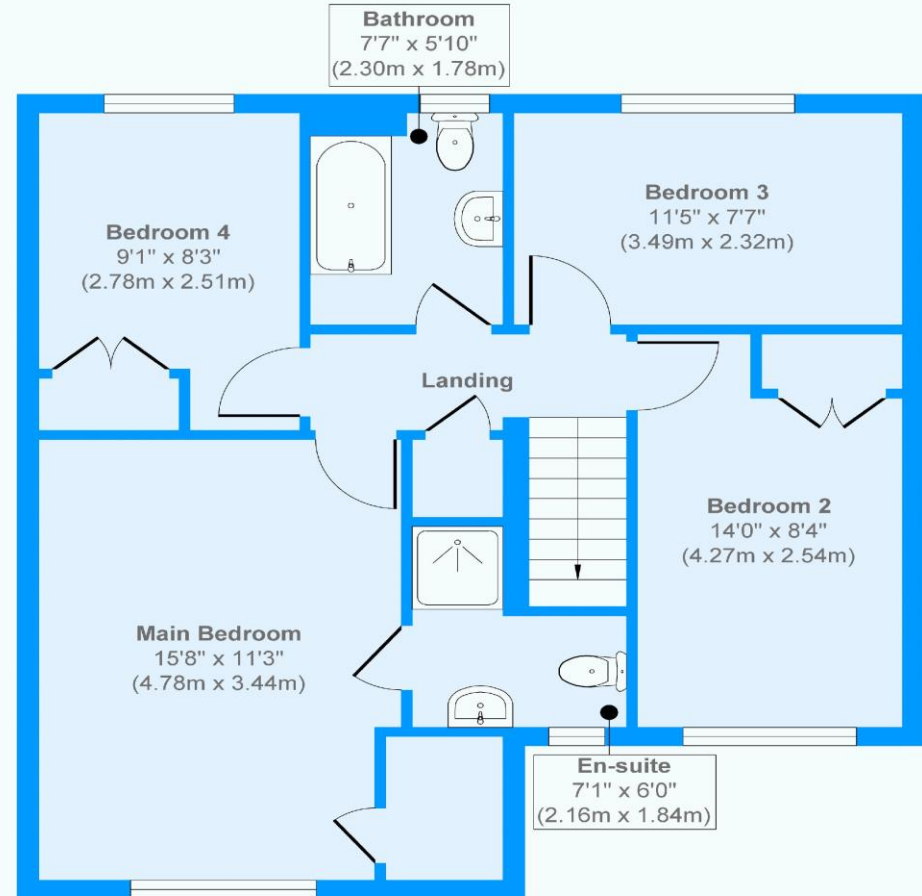 Bathroom
7'7" x 5'10"
(2.30m x 1.78m)
Bedroom 3
11'5" x 7'7"
(3.49m x 2.32m)
Bedroom 4
9'1" x 8'3"
(2.78m x 2.51m)
Landing
Bedroom 2
14'0" x 8'4"
(4.27m x 2.54m)
Main Bedroom
15'8" x 11'3"
(4.78m x 3.44m)
En-suite
7'1" x 6'0"
(2.16m x 1.84m)